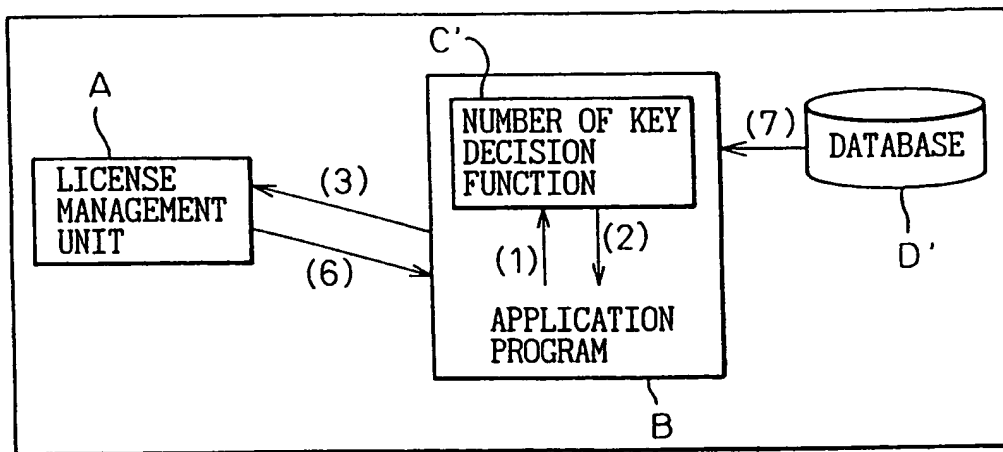 C'
A
NUMBER OF KEY
DECISION
FUNCTION
(7)
DATABASE
LICENSE
MANAGEMENT
UNIT
(3)
(6)
(1)
(2)
D'
APPLICATION
PROGRAM
B